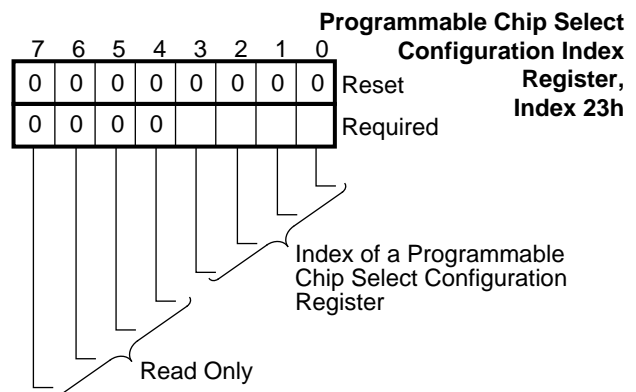 Programmable Chip Select
Configuration Index
Register,
Index 23h
7 6 5 4 3 2 1 0
0 0 0 0 0 0 0 0 Reset
0 0 0 0 Required
Index of a Programmable
Chip Select Configuration
Register
Read Only